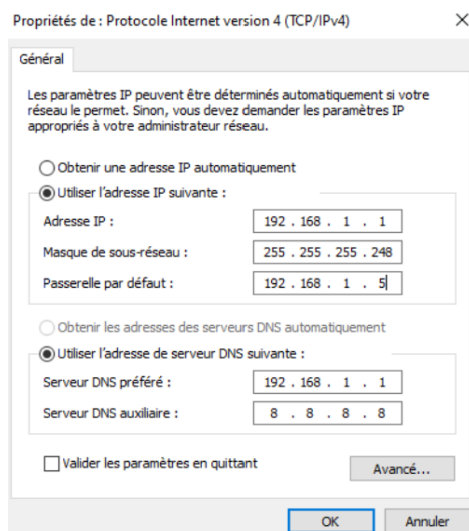 Propriétés de : Protocole Internet version 4 (TCP/IPv4)
Général
Les paramètres IP peuvent être déterminés automatiquement si votre
réseau le permet. Sinon, vous devez demander les paramètres IP
appropriés à votre administrateur réseau.
Obtenir une adresse IP automatiquement
Utiliser l'adresse IP suivante :
Adresse IP : 192 . 168 . 1 . 1
Masque de sous-réseau : 255 . 255 . 255 . 248
Passerelle par défaut : 192 . 168 . 1 . 5
Obtenir les adresses des serveurs DNS automatiquement
Utiliser l'adresse de serveur DNS suivante :
Serveur DNS préféré : 192 . 168 . 1 . 1
Serveur DNS auxiliaire : 8 . 8 . 8 . 8
Valider les paramètres en quittant
Avancé...
OK Annuler